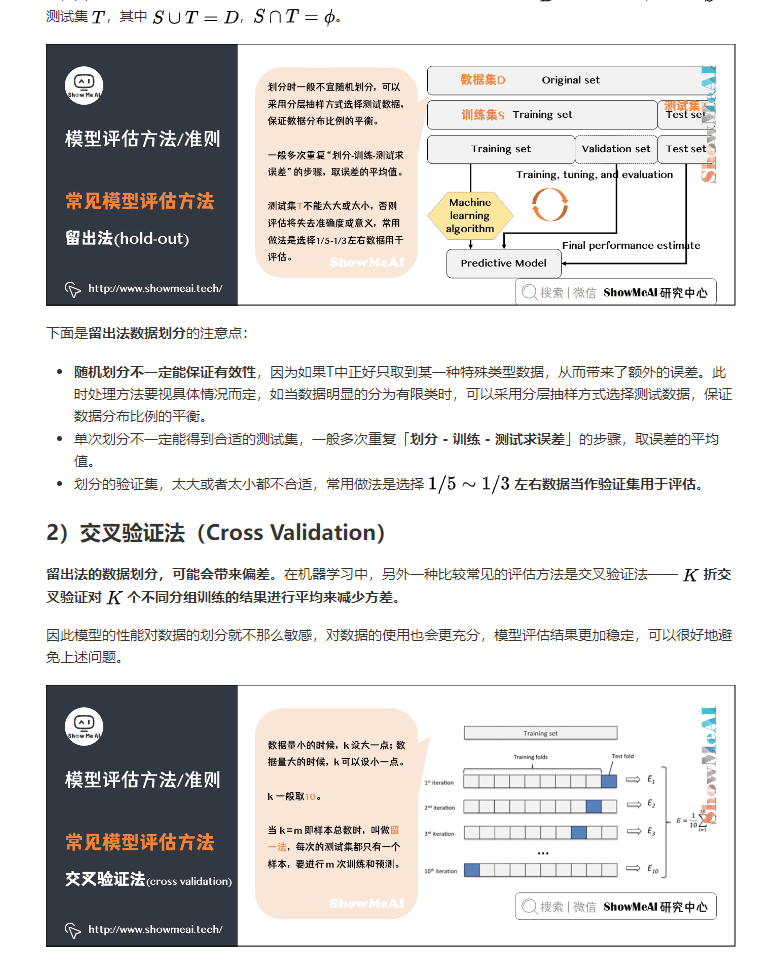 测试集 T，其中 S∪T = D，S∩T = ϕ。
Show Me AI
模型评估方法/准则
常见模型评估方法
留出法(hold-out)
http://www.showmeai.tech/
划分时一般不宜随机划分，可以
采用分层抽样方式选择测试数据，
保证数据分布比例的平衡。
一般多次重复“划分-训练-测试求
误差”的步骤，取误差的平均值。
测试集T不能太大或太小，否则
评估将失去准确度或意义，常用
做法是选择1/5-1/3左右数据用于
评估。
ShowMeAI
数据集D Original set
训练集S Training set
测试集T
Test set
Training set Validation set Test set
Training, tuning, and evaluation
Machine
learning
algorithm
Final performance estimate
Predictive Model
ShowMeAI
搜索 | 微信 ShowMeAI 研究中心
下面是留出法数据划分的注意点：
• 随机划分不一定能保证有效性，因为如果T中正好只取到某一种特殊类型数据，从而带来了额外的误差。此
时处理方法要视具体情况而定，如当数据明显的分为有限类时，可以采用分层抽样方式选择测试数据，保证
数据分布比例的平衡。
• 单次划分不一定能得到合适的测试集，一般多次重复「划分 - 训练 - 测试求误差」的步骤，取误差的平均
值。
• 划分的验证集，太大或者太小都不合适，常用做法是选择 1/5 ∼ 1/3 左右数据当作验证集用于评估。
2）交叉验证法（Cross Validation）
留出法的数据划分，可能会带来偏差。在机器学习中，另外一种比较常见的评估方法是交叉验证法—— K 折交
叉验证对 K 个不同分组训练的结果进行平均来减少方差。
因此模型的性能对数据的划分就不那么敏感，对数据的使用也会更充分，模型评估结果更加稳定，可以很好地避
免上述问题。
Show Me AI
模型评估方法/准则
常见模型评估方法
交叉验证法(cross validation)
http://www.showmeai.tech/
数据量小的时候，k 设大一点；数
据量大的时候，k 可以设小一点。
k 一般取10。
当 k=m 即样本总数时，叫做留
一法，每次的测试集都只有一个
样本，要进行 m 次训练和预测。
ShowMeAI
Training set
Training folds Test fold
1st iteration E1
2nd iteration E2
3rd iteration E3
...
10th iteration E10
ShowMeAI
搜索 | 微信 ShowMeAI 研究中心